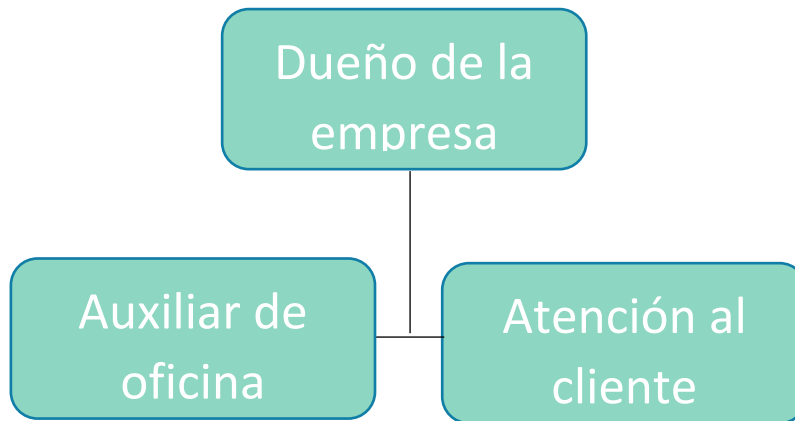 Dueño de la
empresa
Auxiliar de
oficina
Atención al
cliente